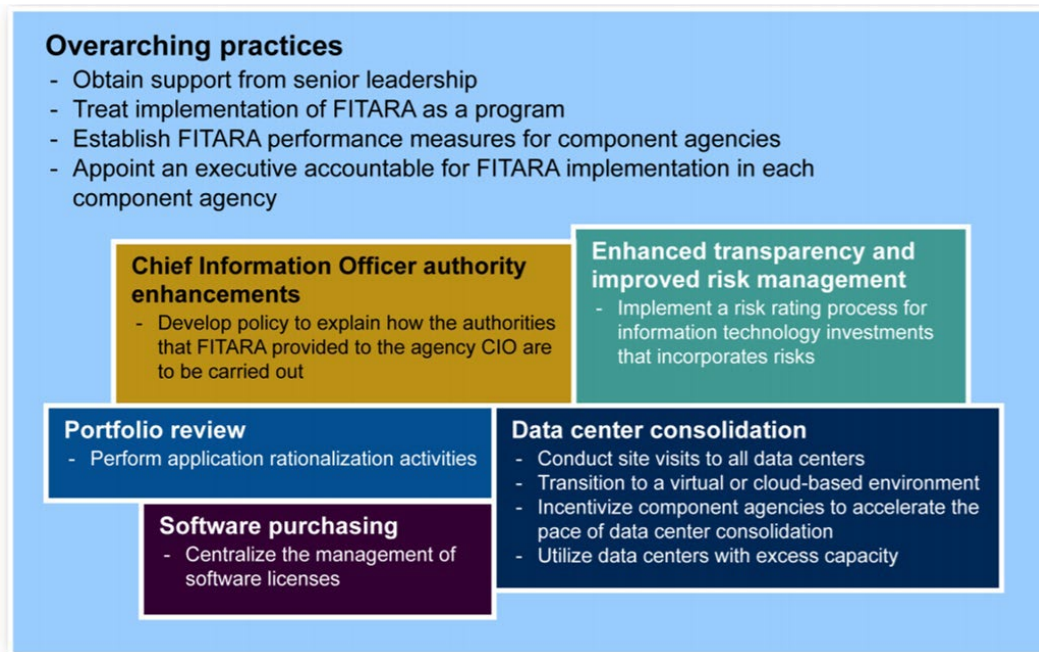 Overarching practices
- Obtain support from senior leadership
- Treat implementation of FITARA as a program
- Establish FITARA performance measures for component agencies
- Appoint an executive accountable for FITARA implementation in each
component agency
Chief Information Officer authority
enhancements
- Develop policy to explain how the authorities
that FITARA provided to the agency CIO are
to be carried out
Enhanced transparency and
improved risk management
- Implement a risk rating process for
information technology investments
that incorporates risks
Portfolio review
- Perform application rationalization activities
Data center consolidation
- Conduct site visits to all data centers
- Transition to a virtual or cloud-based environment
- Incentivize component agencies to accelerate the
pace of data center consolidation
- Utilize data centers with excess capacity
Software purchasing
- Centralize the management of
software licenses